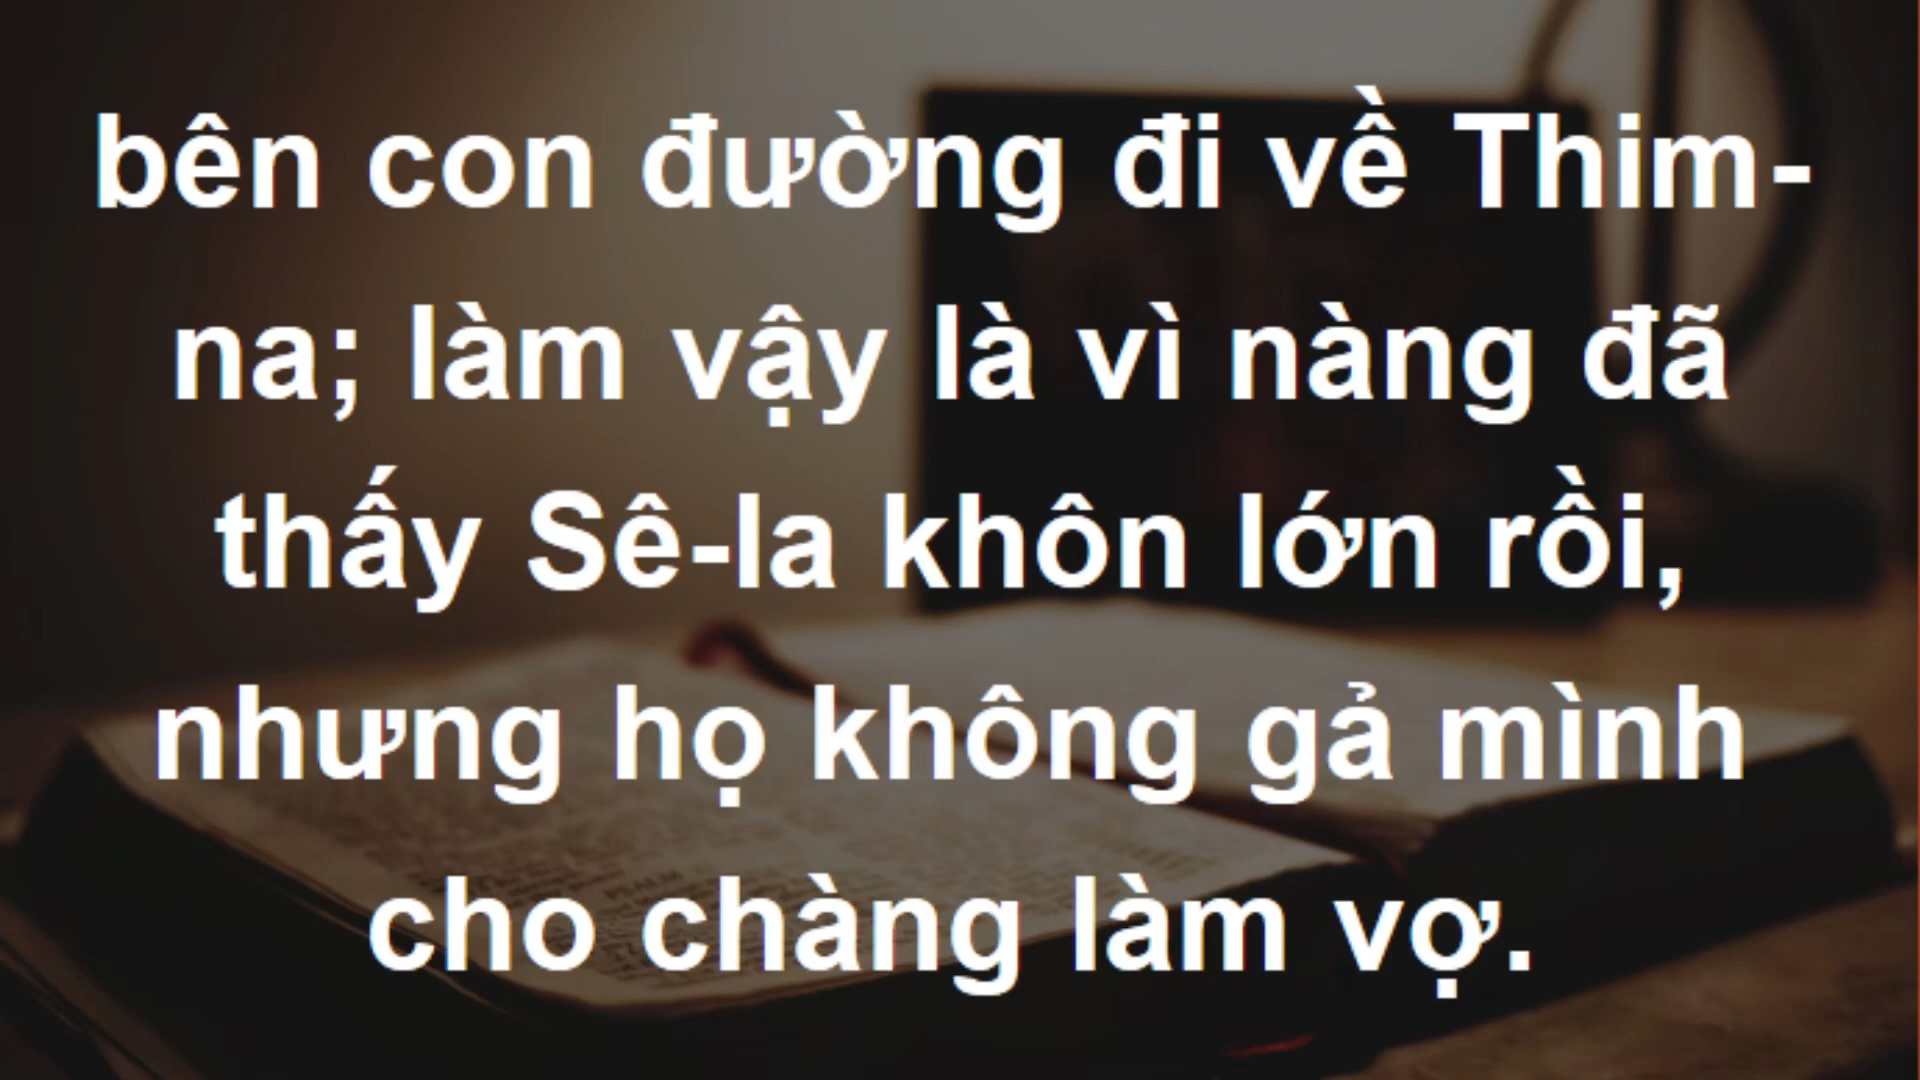 bên con đường đi về Thim-
na; làm vậy là vì nàng đã
thấy Sê-la khôn lớn rồi,
nhưng họ không gả mình
cho chàng làm vợ.